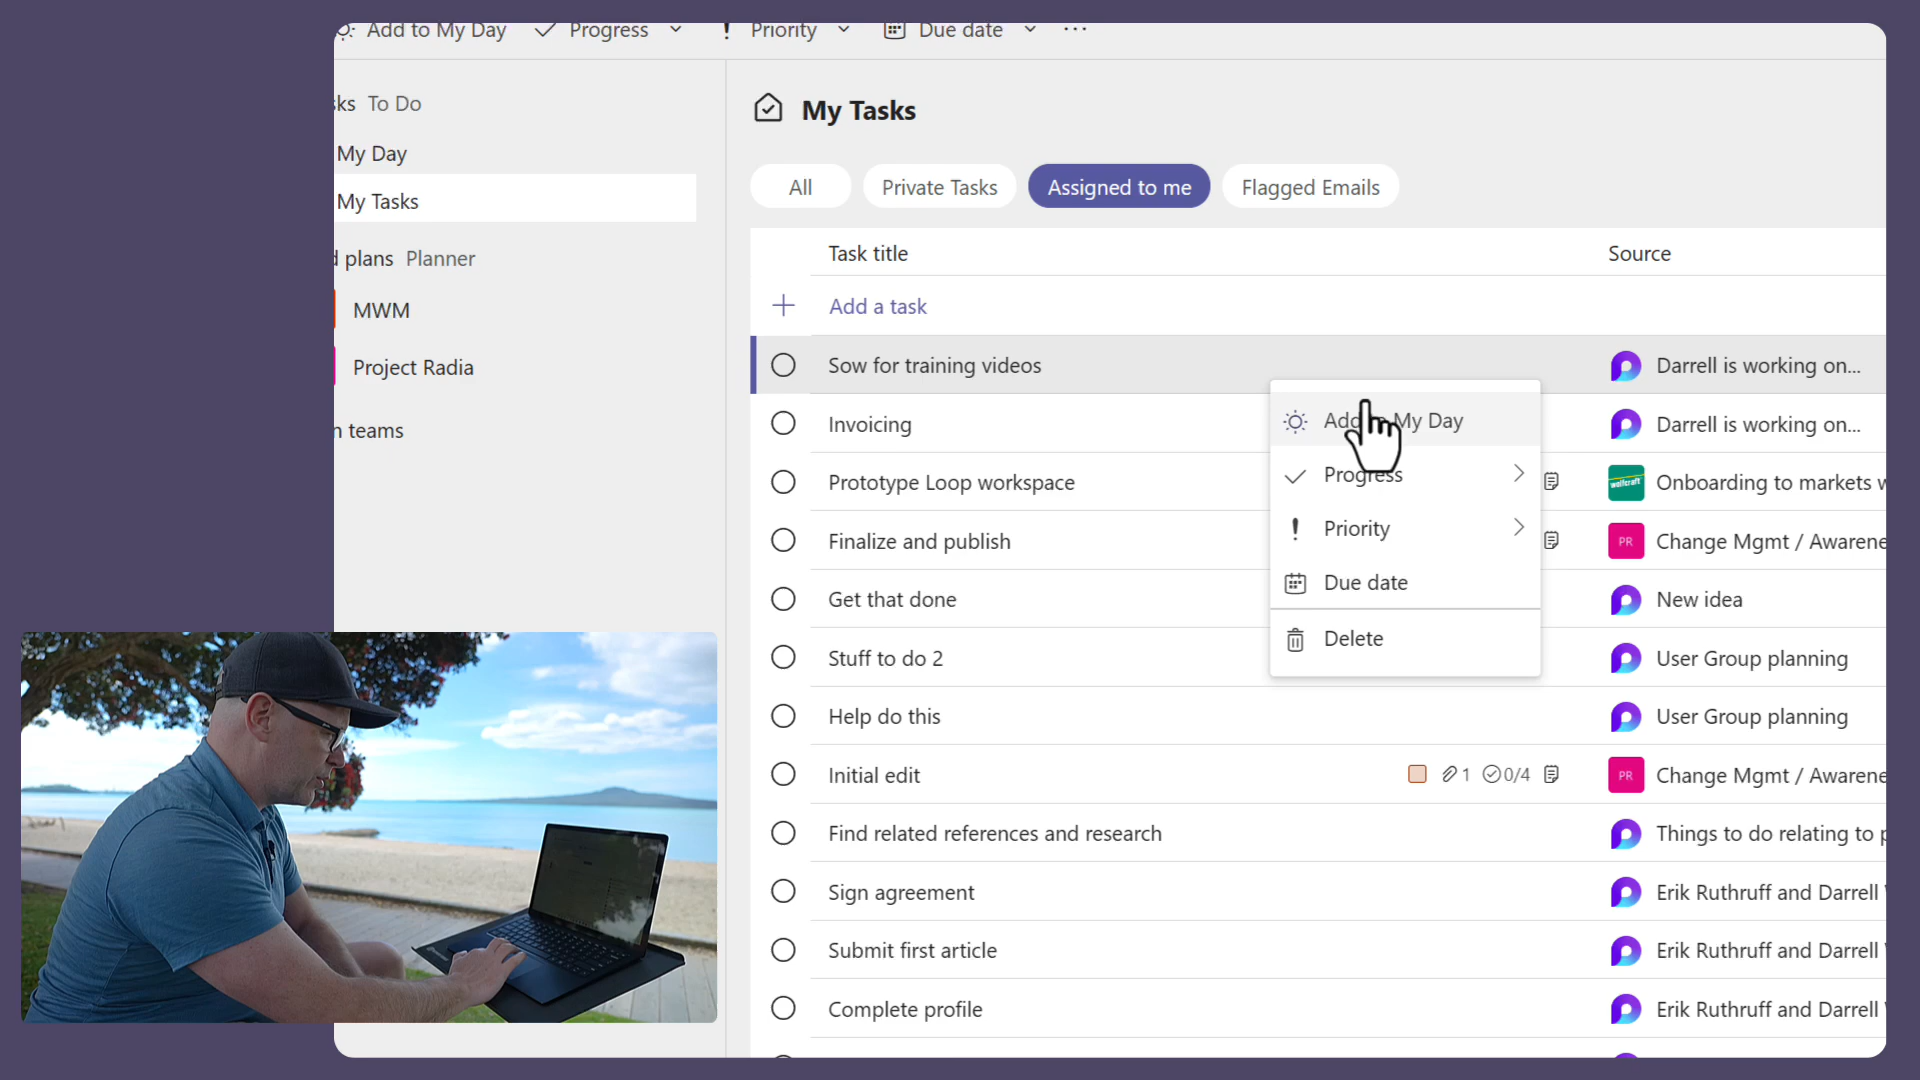 Add to My Day Progress Priority Due date ...
ks To Do
My Day
My Tasks
d plans Planner
MWM
Project Radia
n teams
My Tasks
All Private Tasks Assigned to me Flagged Emails
Task title Source
Add a task
Sow for training videos Darrell is working on...
Invoicing Darrell is working on...
Prototype Loop workspace wolfcraft Onboarding to markets w
Finalize and publish PR Change Mgmt / Awarene
Get that done New idea
Stuff to do 2 User Group planning
Help do this User Group planning
Initial edit 1 0/4 PR Change Mgmt / Awarene
Find related references and research Things to do relating to p
Sign agreement Erik Ruthruff and Darrell
Submit first article Erik Ruthruff and Darrell
Complete profile Erik Ruthruff and Darrell
Add to My Day
Progress
Priority
Due date
Delete